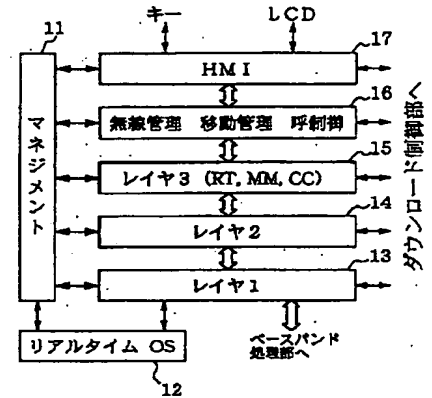 キー
LCD
11
17
HMI
16
無線管理 移動管理 呼制御
15
レイヤ3 (RT, MM, CC)
14
レイヤ2
13
レイヤ1
マネジメント
ダウンロード制御部へ
リアルタイム OS
12
ベースバンド
処理部へ